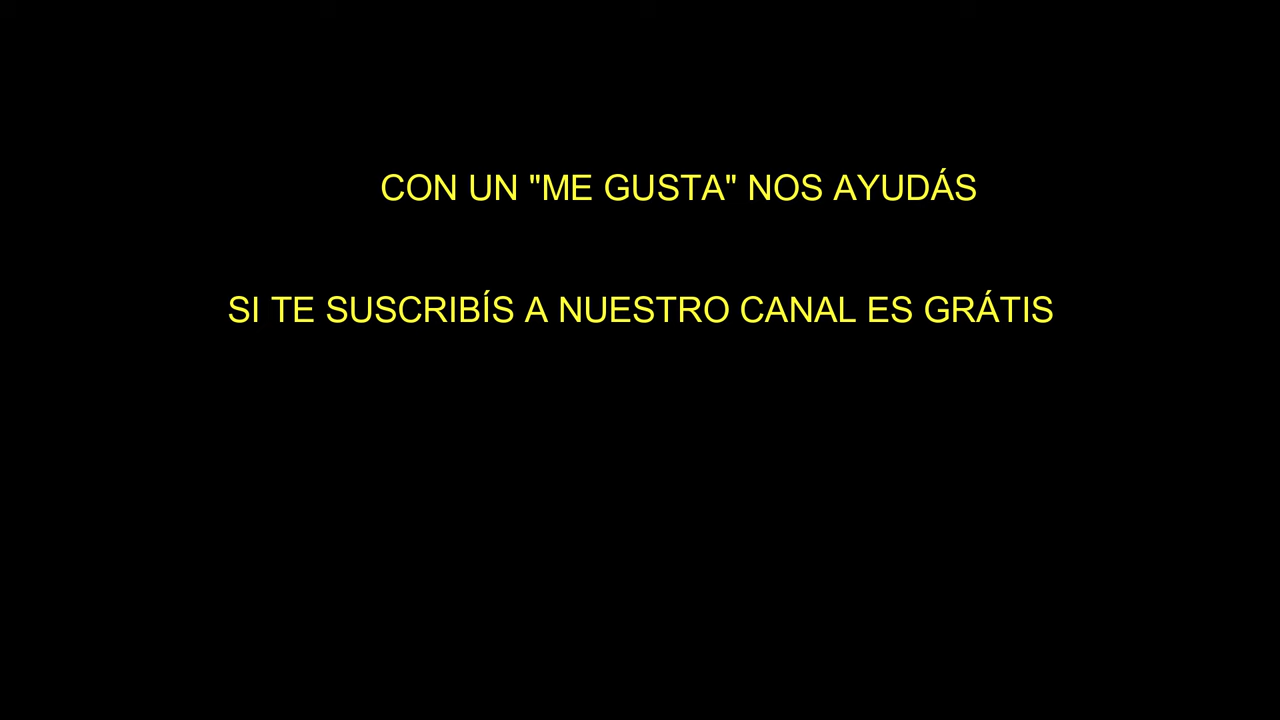 CON UN "ME GUSTA" NOS AYUDÁS
SI TE SUSCRIBÍS A NUESTRO CANAL ES GRÁTIS